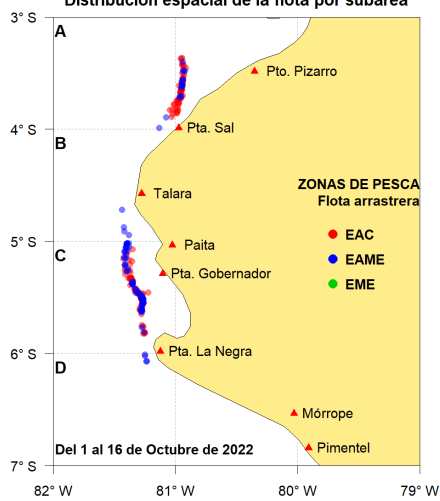 Distribución espacial de la flota por subárea
3° S
A
Pto. Pizarro
4° S
Pta. Sal
B
ZONAS DE PESCA
Talara
Flota arrastrera
EAC
5° S
Paita
C
EAME
Pta. Gobernador
EME
6° S
Pta. La Negra
D
Mórrope
Del 1 al 16 de Octubre de 2022
Pimentel
7° S
82° W 81° W 80° W 79° W